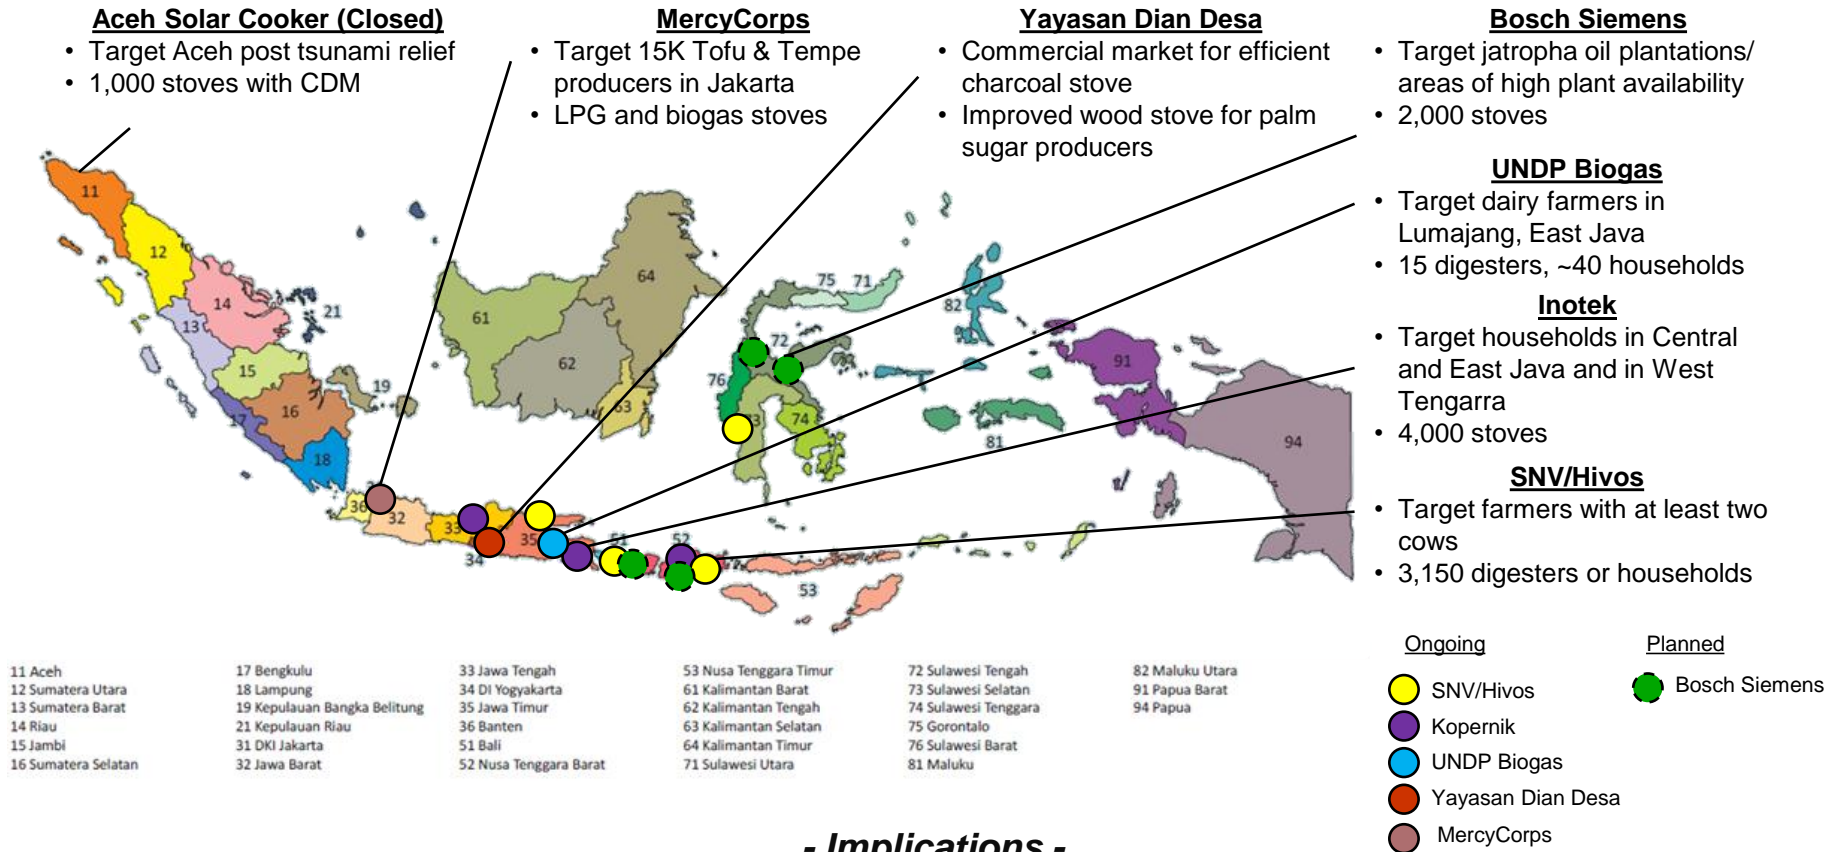 Aceh Solar Cooker (Closed)
• Target Aceh post tsunami relief
• 1,000 stoves with CDM
MercyCorps
• Target 15K Tofu & Tempe
producers in Jakarta
• LPG and biogas stoves
Yayasan Dian Desa
• Commercial market for efficient
charcoal stove
• Improved wood stove for palm
sugar producers
Bosch Siemens
• Target jatropha oil plantations/
areas of high plant availability
• 2,000 stoves
UNDP Biogas
• Target dairy farmers in
Lumajang, East Java
• 15 digesters, ~40 households
Inotek
• Target households in Central
and East Java and in West
Tengarra
• 4,000 stoves
SNV/Hivos
• Target farmers with at least two
cows
• 3,150 digesters or households
11
12
13
14
15
16
17
18
19
21
61
62
63
64
75
71
72
76
74
82
81
91
94
36
32
33
34
35
51
52
53
11 Aceh
12 Sumatera Utara
13 Sumatera Barat
14 Riau
15 Jambi
16 Sumatera Selatan
17 Bengkulu
18 Lampung
19 Kepulauan Bangka Belitung
21 Kepulauan Riau
31 DKI Jakarta
32 Jawa Barat
33 Jawa Tengah
34 DI Yogyakarta
35 Jawa Timur
36 Banten
51 Bali
52 Nusa Tenggara Barat
53 Nusa Tenggara Timur
61 Kalimantan Barat
62 Kalimantan Tengah
63 Kalimantan Selatan
64 Kalimantan Timur
71 Sulawesi Utara
72 Sulawesi Tengah
73 Sulawesi Selatan
74 Sulawesi Tenggara
75 Gorontalo
76 Sulawesi Barat
81 Maluku
82 Maluku Utara
91 Papua Barat
94 Papua
Ongoing
SNV/Hivos
Kopernik
UNDP Biogas
Yayasan Dian Desa
MercyCorps
Planned
Bosch Siemens
- Implications -